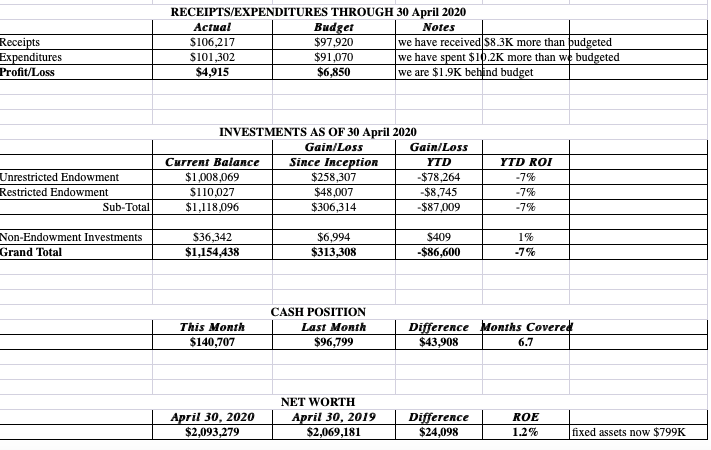 RECEIPTS/EXPENDITURES THROUGH 30 April 2020
Actual Budget Notes
Receipts $106,217 $97,920 we have received $8.3K more than budgeted
Expenditures $101,302 $91,070 we have spent $10.2K more than we budgeted
Profit/Loss $4,915 $6,850 we are $1.9K behind budget
INVESTMENTS AS OF 30 April 2020
Gain/Loss Gain/Loss
Current Balance Since Inception YTD YTD ROI
Unrestricted Endowment $1,008,069 $258,307 -$78,264 -7%
Restricted Endowment $110,027 $48,007 -$8,745 -7%
Sub-Total $1,118,096 $306,314 -$87,009 -7%
Non-Endowment Investments $36,342 $6,994 $409 1%
Grand Total $1,154,438 $313,308 -$86,600 -7%
CASH POSITION
This Month Last Month Difference Months Covered
$140,707 $96,799 $43,908 6.7
NET WORTH
April 30, 2020 April 30, 2019 Difference ROE
$2,093,279 $2,069,181 $24,098 1.2% fixed assets now $799K